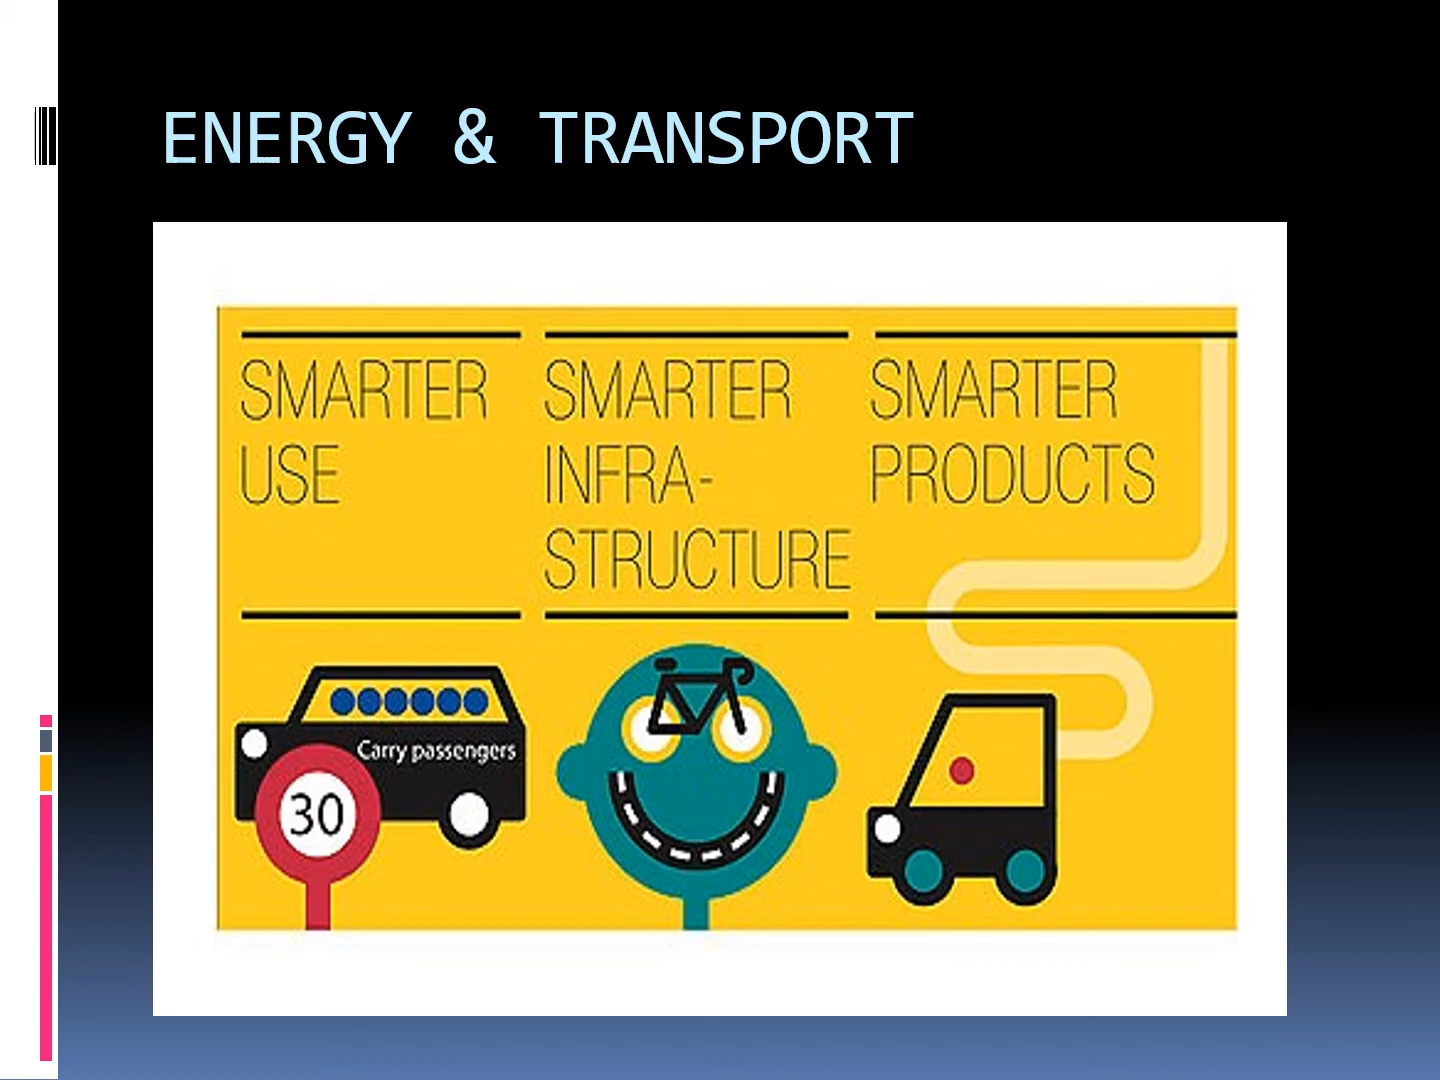 ENERGY & TRANSPORT
SMARTER
USE
SMARTER
INFRA-
STRUCTURE
SMARTER
PRODUCTS
Carry passengers
30